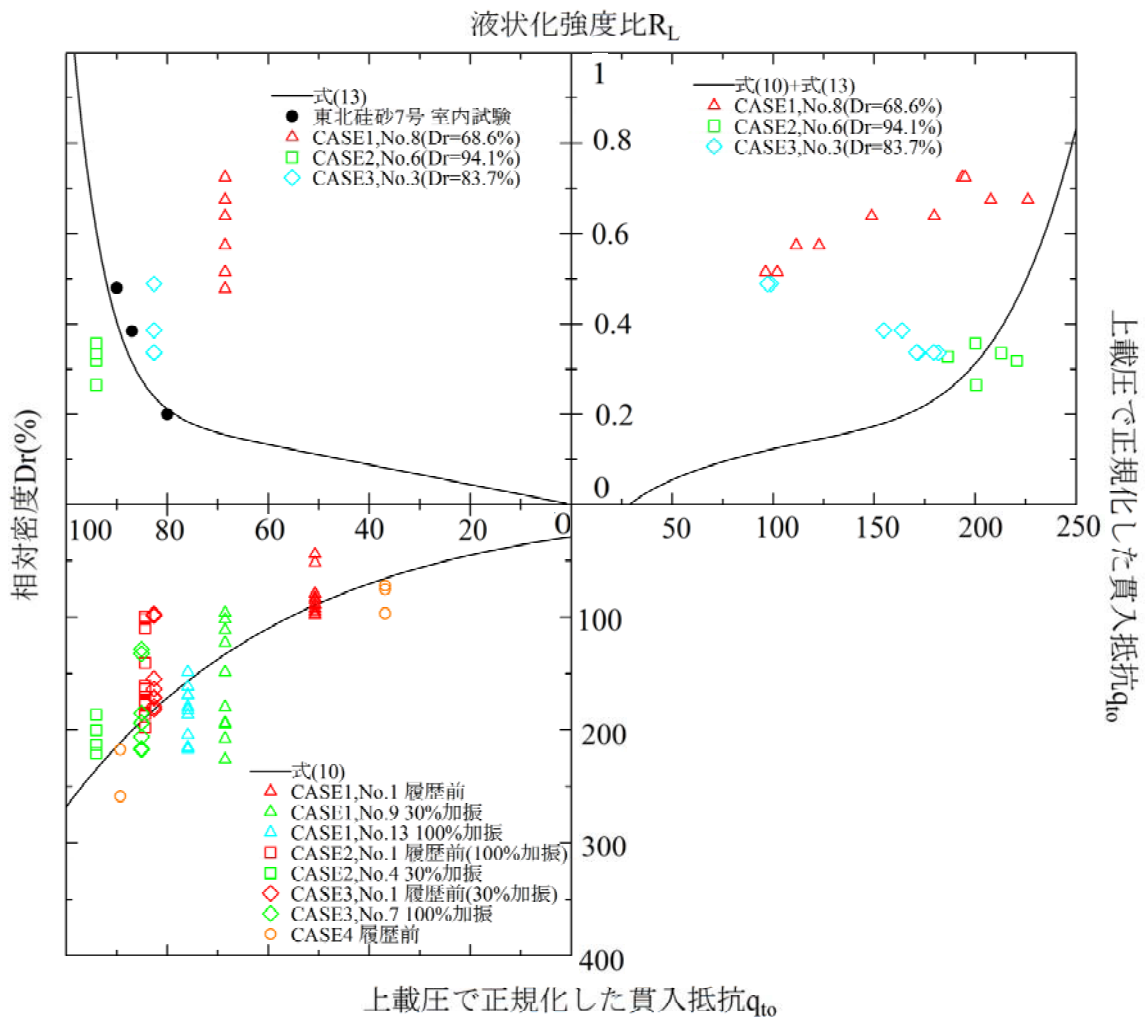 液状化強度比R_L
式(13)
東北硅砂7号 室内試験
CASE1,No.8(Dr=68.6%)
CASE2,No.6(Dr=94.1%)
CASE3,No.3(Dr=83.7%)
式(10)+式(13)
CASE1,No.8(Dr=68.6%)
CASE2,No.6(Dr=94.1%)
CASE3,No.3(Dr=83.7%)
1
0.8
0.6
0.4
0.2
0
相対密度Dr(%)
上載圧で正規化した貫入抵抗q_to
100 80 60 40 20 0
50 100 150 200 250
100
200
300
400
式(10)
CASE1,No.1 履歴前
CASE1,No.9 30%加振
CASE1,No.13 100%加振
CASE2,No.1 履歴前(100%加振)
CASE2,No.4 30%加振
CASE3,No.1 履歴前(30%加振)
CASE3,No.7 100%加振
CASE4 履歴前
上載圧で正規化した貫入抵抗q_to